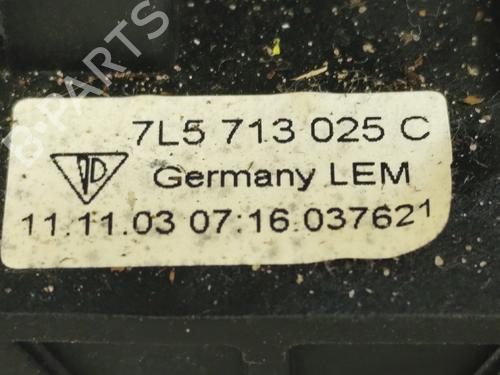 B-PARTS
7L5 713 025 C
Germany LEM
11.11.03 07:16.037621